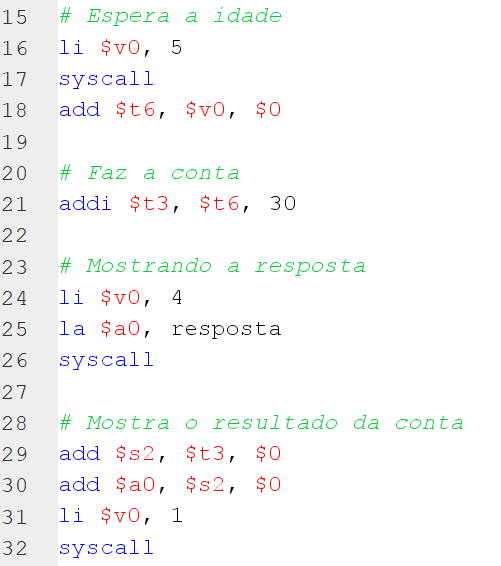 15 # Espera a idade
16 li $v0, 5
17 syscall
18 add $t6, $v0, $0
19
20 # Faz a conta
21 addi $t3, $t6, 30
22
23 # Mostrando a resposta
24 li $v0, 4
25 la $a0, resposta
26 syscall
27
28 # Mostra o resultado da conta
29 add $s2, $t3, $0
30 add $a0, $s2, $0
31 li $v0, 1
32 syscall